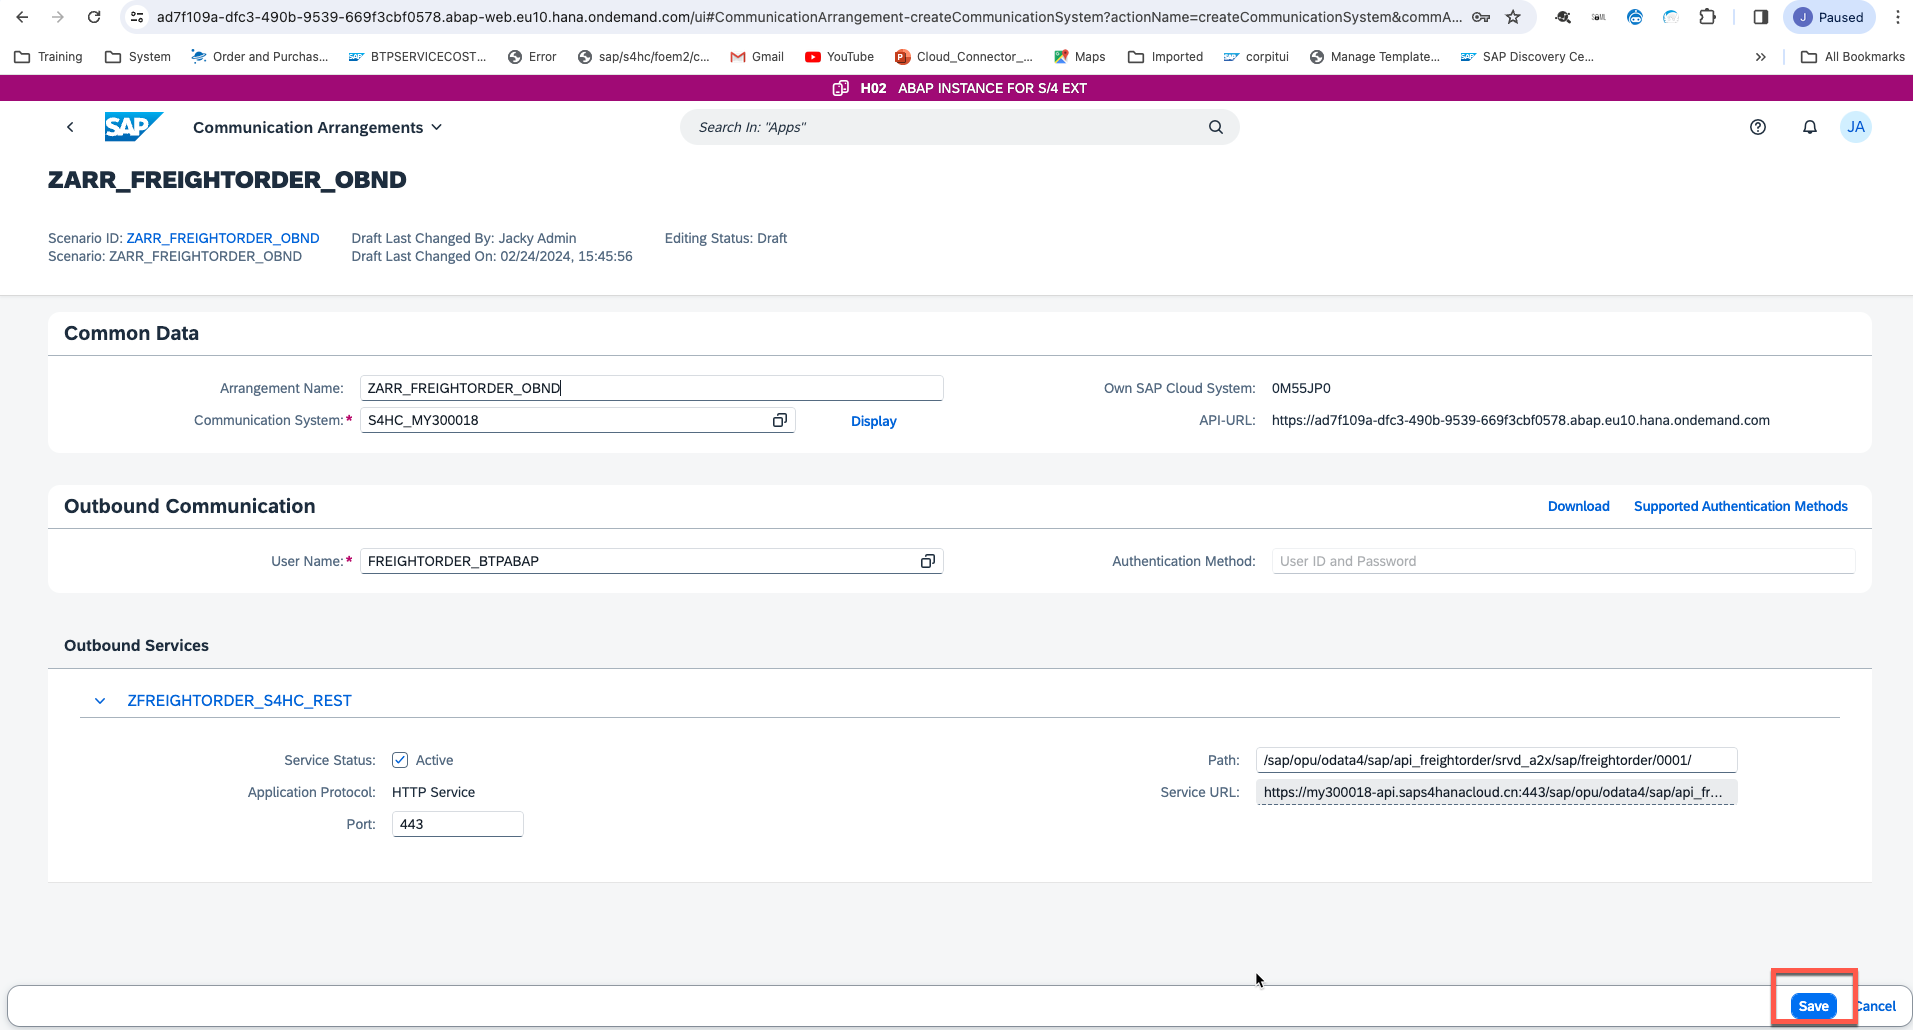 ad7f109a-dfc3-490b-9539-669f3cbf0578.abap-web.eu10.hana.ondemand.com/ui#CommunicationArrangement-createCommunicationSystem?actionName=createCommunicationSystem&commA...
J Paused
Training System Order and Purchas... BTPSERVICECOST... Error sap/s4hc/foem2/c... Gmail YouTube Cloud_Connector_... Maps Imported corpitui Manage Template... SAP Discovery Ce... » All Bookmarks
H02 ABAP INSTANCE FOR S/4 EXT
SAP Communication Arrangements Search In: "Apps" JA
ZARR_FREIGHTORDER_OBND
Scenario ID: ZARR_FREIGHTORDER_OBND Draft Last Changed By: Jacky Admin Editing Status: Draft
Scenario: ZARR_FREIGHTORDER_OBND Draft Last Changed On: 02/24/2024, 15:45:56
Common Data
Arrangement Name: ZARR_FREIGHTORDER_OBND Own SAP Cloud System: 0M55JP0
Communication System:* S4HC_MY300018 Display API-URL: https://ad7f109a-dfc3-490b-9539-669f3cbf0578.abap.eu10.hana.ondemand.com
Outbound Communication Download Supported Authentication Methods
User Name:* FREIGHTORDER_BTPABAP Authentication Method: User ID and Password
Outbound Services
ZFREIGHTORDER_S4HC_REST
Service Status: Active Path: /sap/opu/odata4/sap/api_freightorder/srvd_a2x/sap/freightorder/0001/
Application Protocol: HTTP Service Service URL: https://my300018-api.saps4hanacloud.cn:443/sap/opu/odata4/sap/api_fr...
Port: 443
Save Cancel